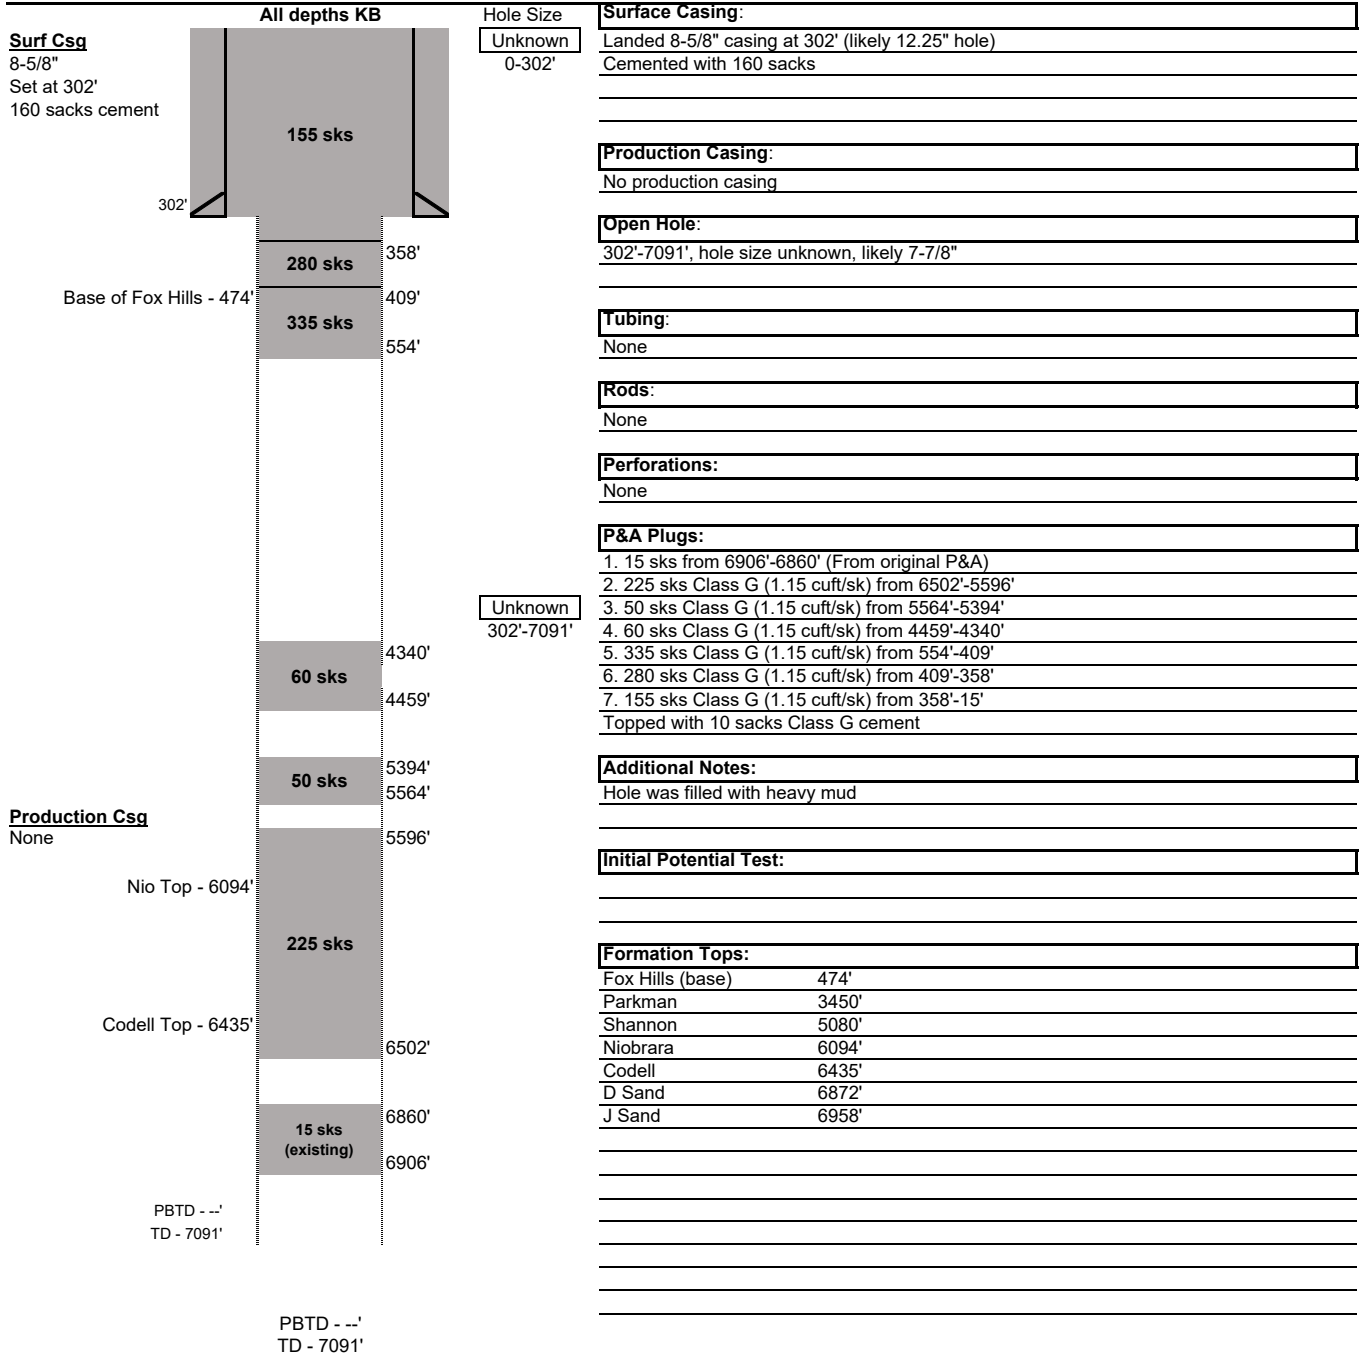 All depths KB
Hole Size
Surf Csg
8-5/8"
Set at 302'
160 sacks cement
Unknown
0-302'
155 sks
302'
358'
280 sks
Base of Fox Hills - 474'
409'
335 sks
554'
Unknown
302'-7091'
4340'
60 sks
4459'
5394'
50 sks
5564'
Production Csg
None
5596'
Nio Top - 6094'
225 sks
Codell Top - 6435'
6502'
6860'
15 sks
(existing)
6906'
PBTD - --'
TD - 7091'
PBTD - --'
TD - 7091'
Surface Casing:
Landed 8-5/8" casing at 302' (likely 12.25" hole)
Cemented with 160 sacks
Production Casing:
No production casing
Open Hole:
302'-7091', hole size unknown, likely 7-7/8"
Tubing:
None
Rods:
None
Perforations:
None
P&A Plugs:
1. 15 sks from 6906'-6860' (From original P&A)
2. 225 sks Class G (1.15 cuft/sk) from 6502'-5596'
3. 50 sks Class G (1.15 cuft/sk) from 5564'-5394'
4. 60 sks Class G (1.15 cuft/sk) from 4459'-4340'
5. 335 sks Class G (1.15 cuft/sk) from 554'-409'
6. 280 sks Class G (1.15 cuft/sk) from 409'-358'
7. 155 sks Class G (1.15 cuft/sk) from 358'-15'
Topped with 10 sacks Class G cement
Additional Notes:
Hole was filled with heavy mud
Initial Potential Test:
Formation Tops:
Fox Hills (base) 474'
Parkman 3450'
Shannon 5080'
Niobrara 6094'
Codell 6435'
D Sand 6872'
J Sand 6958'